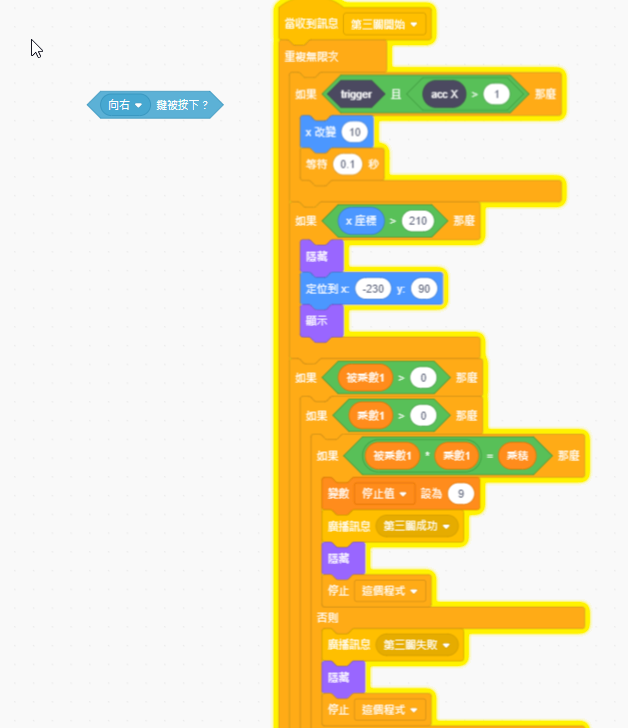 當收到訊息 第三圖開始
重複無限次
如果 trigger 且 acc X > 1 那麼
向右 鍵被按下？
x 改變 10
等待 0.1 秒
如果 x 座標 > 210 那麼
隱藏
定位到 x: -230 y: 90
顯示
如果 被乘數1 > 0 那麼
如果 乘數1 > 0 那麼
如果 被乘數1 * 乘數1 = 乘積 那麼
變數 停止值 設為 9
廣播訊息 第三圖成功
隱藏
停止 這個程式
否則
廣播訊息 第三圖失敗
隱藏
停止 這個程式